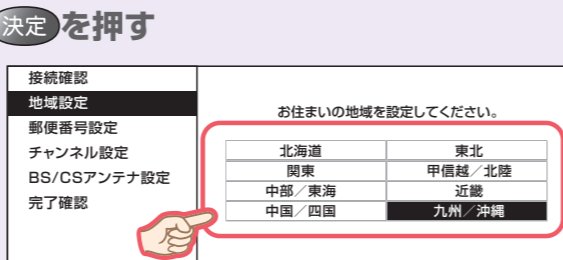 決定を押す
接続確認
地域設定
郵便番号設定
チャンネル設定
BS/CSアンテナ設定
完了確認
お住まいの地域を設定してください。
北海道 東北
関東 甲信越／北陸
中部／東海 近畿
中国／四国 九州／沖縄